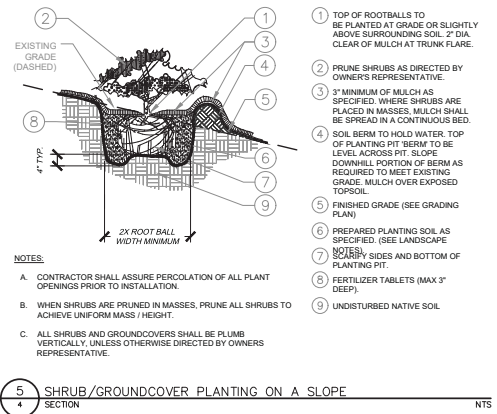 2
1
3
4
5
8
6
7
9
EXISTING
GRADE
(DASHED)
4" TYP.
2X ROOT BALL
WIDTH MINIMUM
1 TOP OF ROOTBALLS TO
BE PLANTED AT GRADE OR SLIGHTLY
ABOVE SURROUNDING SOIL. 2" DIA.
CLEAR OF MULCH AT TRUNK FLARE.
2 PRUNE SHRUBS AS DIRECTED BY
OWNER'S REPRESENTATIVE.
3 3" MINIMUM OF MULCH AS
SPECIFIED. WHERE SHRUBS ARE
PLACED IN MASSES, MULCH SHALL
BE SPREAD IN A CONTINUOUS BED.
4 SOIL BERM TO HOLD WATER. TOP
OF PLANTING PIT 'BERM' TO BE
LEVEL ACROSS PIT. SLOPE
DOWNHILL PORTION OF BERM AS
REQUIRED TO MEET EXISTING
GRADE. MULCH OVER EXPOSED
TOPSOIL.
5 FINISHED GRADE (SEE GRADING
PLAN)
6 PREPARED PLANTING SOIL AS
SPECIFIED. (SEE LANDSCAPE
NOTES)
7 SCARIFY SIDES AND BOTTOM OF
PLANTING PIT.
8 FERTILIZER TABLETS (MAX 3"
DEEP).
9 UNDISTURBED NATIVE SOIL
NOTES:
A. CONTRACTOR SHALL ASSURE PERCOLATION OF ALL PLANT
OPENINGS PRIOR TO INSTALLATION.
B. WHEN SHRUBS ARE PRUNED IN MASSES, PRUNE ALL SHRUBS TO
ACHIEVE UNIFORM MASS / HEIGHT.
C. ALL SHRUBS AND GROUNDCOVERS SHALL BE PLUMB
VERTICALLY, UNLESS OTHERWISE DIRECTED BY OWNERS
REPRESENTATIVE.
5 SHRUB/GROUNDCOVER PLANTING ON A SLOPE
4 SECTION NTS